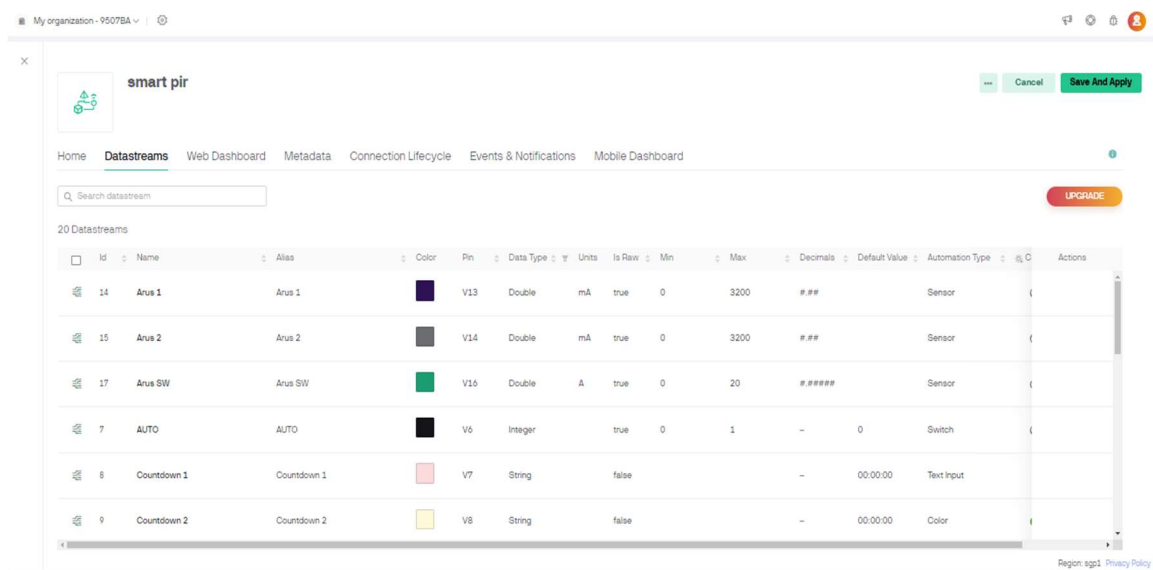 My organization - 9507BA
smart pir
... Cancel Save And Apply
Home Datastreams Web Dashboard Metadata Connection Lifecycle Events & Notifications Mobile Dashboard
Search datastream
UPGRADE
20 Datastreams
Id Name Alias Color Pin Data Type Units Is Raw Min Max Decimals Default Value Automation Type C Actions
14 Arus 1 Arus 1 V13 Double mA true 0 3200 #.## Sensor
15 Arus 2 Arus 2 V14 Double mA true 0 3200 #.## Sensor
17 Arus SW Arus SW V16 Double A true 0 20 #.##### Sensor
7 AUTO AUTO V6 Integer true 0 1 – 0 Switch
8 Countdown 1 Countdown 1 V7 String false – 00:00:00 Text Input
9 Countdown 2 Countdown 2 V8 String false – 00:00:00 Color
Region: sgp1 Privacy Policy